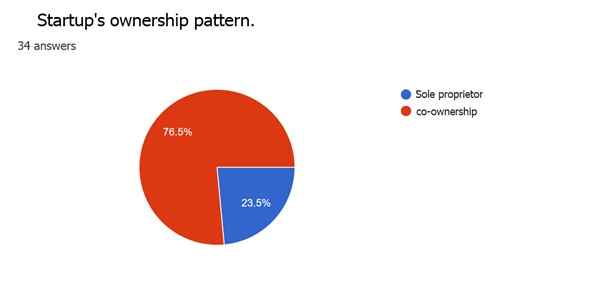 Startup's ownership pattern.
34 answers
Sole proprietor
co-ownership
76.5%
23.5%